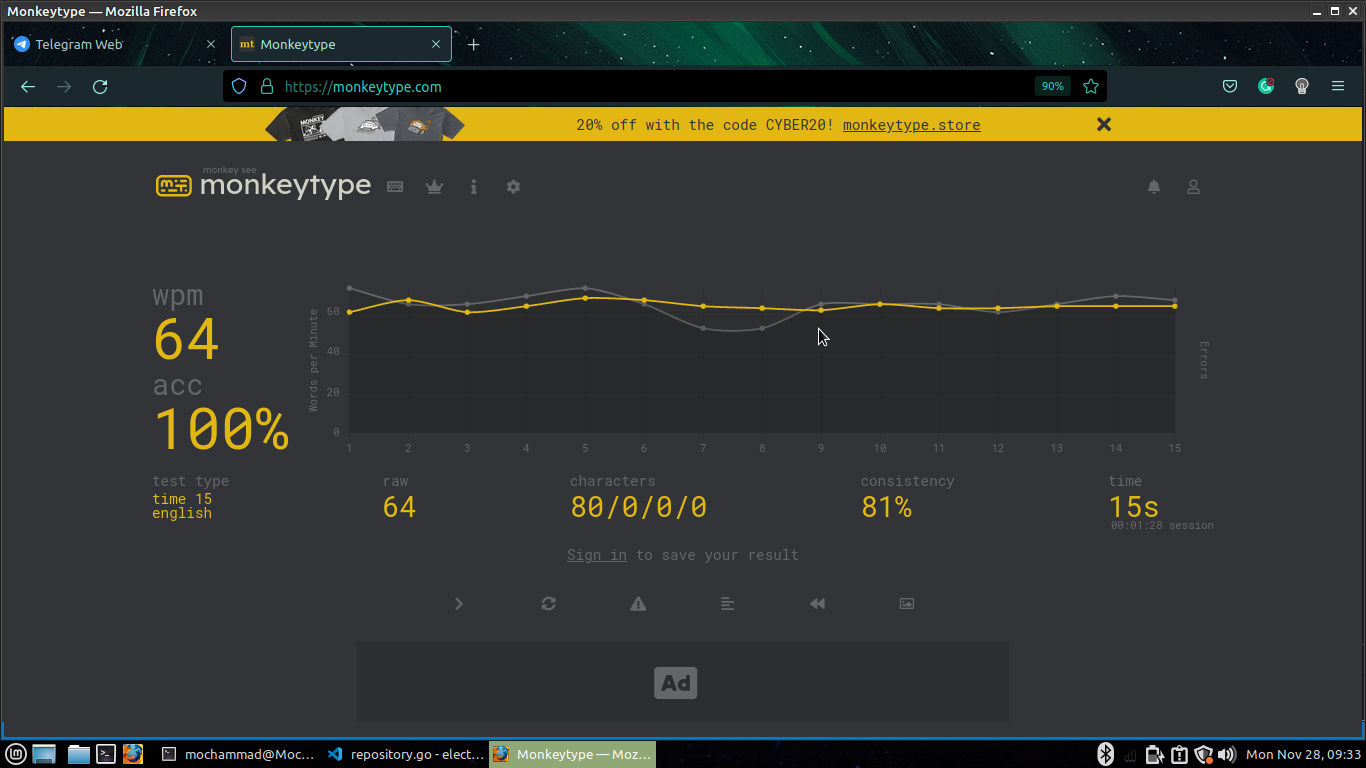 Monkeytype — Mozilla Firefox
Telegram Web
mt Monkeytype
https://monkeytype.com
90%
MONKEY
20% off with the code CYBER20! monkeytype.store
monkey see
monkeytype
wpm
64
acc
100%
Words per Minute
60
40
20
0
1 2 3 4 5 6 7 8 9 10 11 12 13 14 15
Errors
test type
time 15
english
raw
64
characters
80/0/0/0
consistency
81%
time
15s
00:01:28 session
Sign in to save your result
Ad
mochammad@Moc...
repository.go - elect...
Monkeytype — Moz...
Mon Nov 28, 09:33